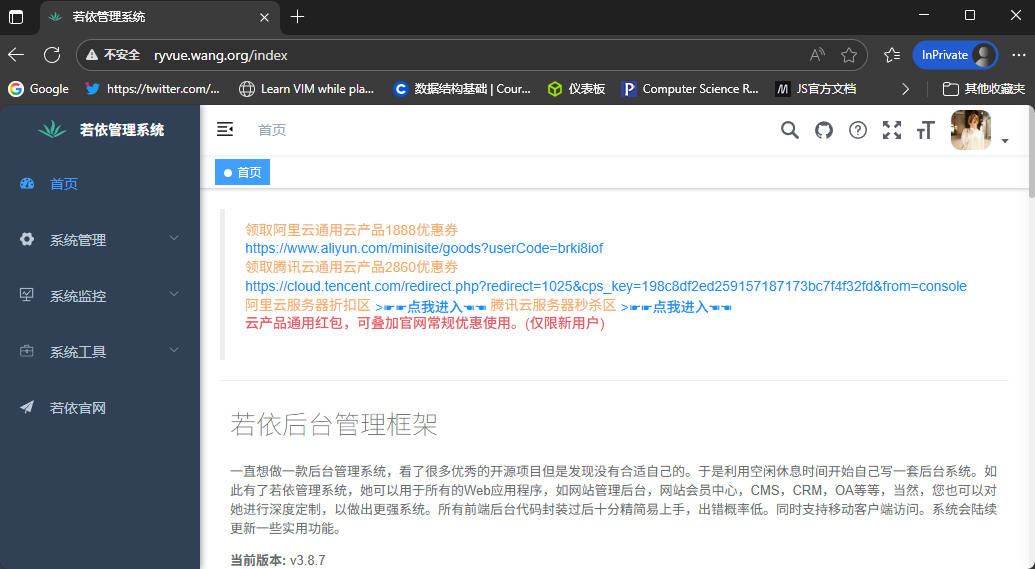 若依管理系统
不安全 ryvue.wang.org/index
InPrivate
Google
https://twitter.com/...
Learn VIM while pla...
数据结构基础 | Cour...
仪表板
Computer Science R...
JS官方文档
其他收藏夹
若依管理系统
首页
系统管理
系统监控
系统工具
若依官网
首页
首页
领取阿里云通用云产品1888优惠券
https://www.aliyun.com/minisite/goods?userCode=brki8iof
领取腾讯云通用云产品2860优惠券
https://cloud.tencent.com/redirect.php?redirect=1025&cps_key=198c8df2ed259157187173bc7f4f32fd&from=console
阿里云服务器折扣区 >☛☛点我进入☚☚ 腾讯云服务器秒杀区 >☛☛点我进入☚☚
云产品通用红包，可叠加官网常规优惠使用。(仅限新用户)
若依后台管理框架
一直想做一款后台管理系统，看了很多优秀的开源项目但是发现没有合适自己的。于是利用空闲休息时间开始自己写一套后台系统。如
此有了若依管理系统，她可以用于所有的Web应用程序，如网站管理后台，网站会员中心，CMS，CRM，OA等等，当然，您也可以对
她进行深度定制，以做出更强系统。所有前端后台代码封装过后十分精简易上手，出错概率低。同时支持移动客户端访问。系统会陆续
更新一些实用功能。
当前版本: v3.8.7